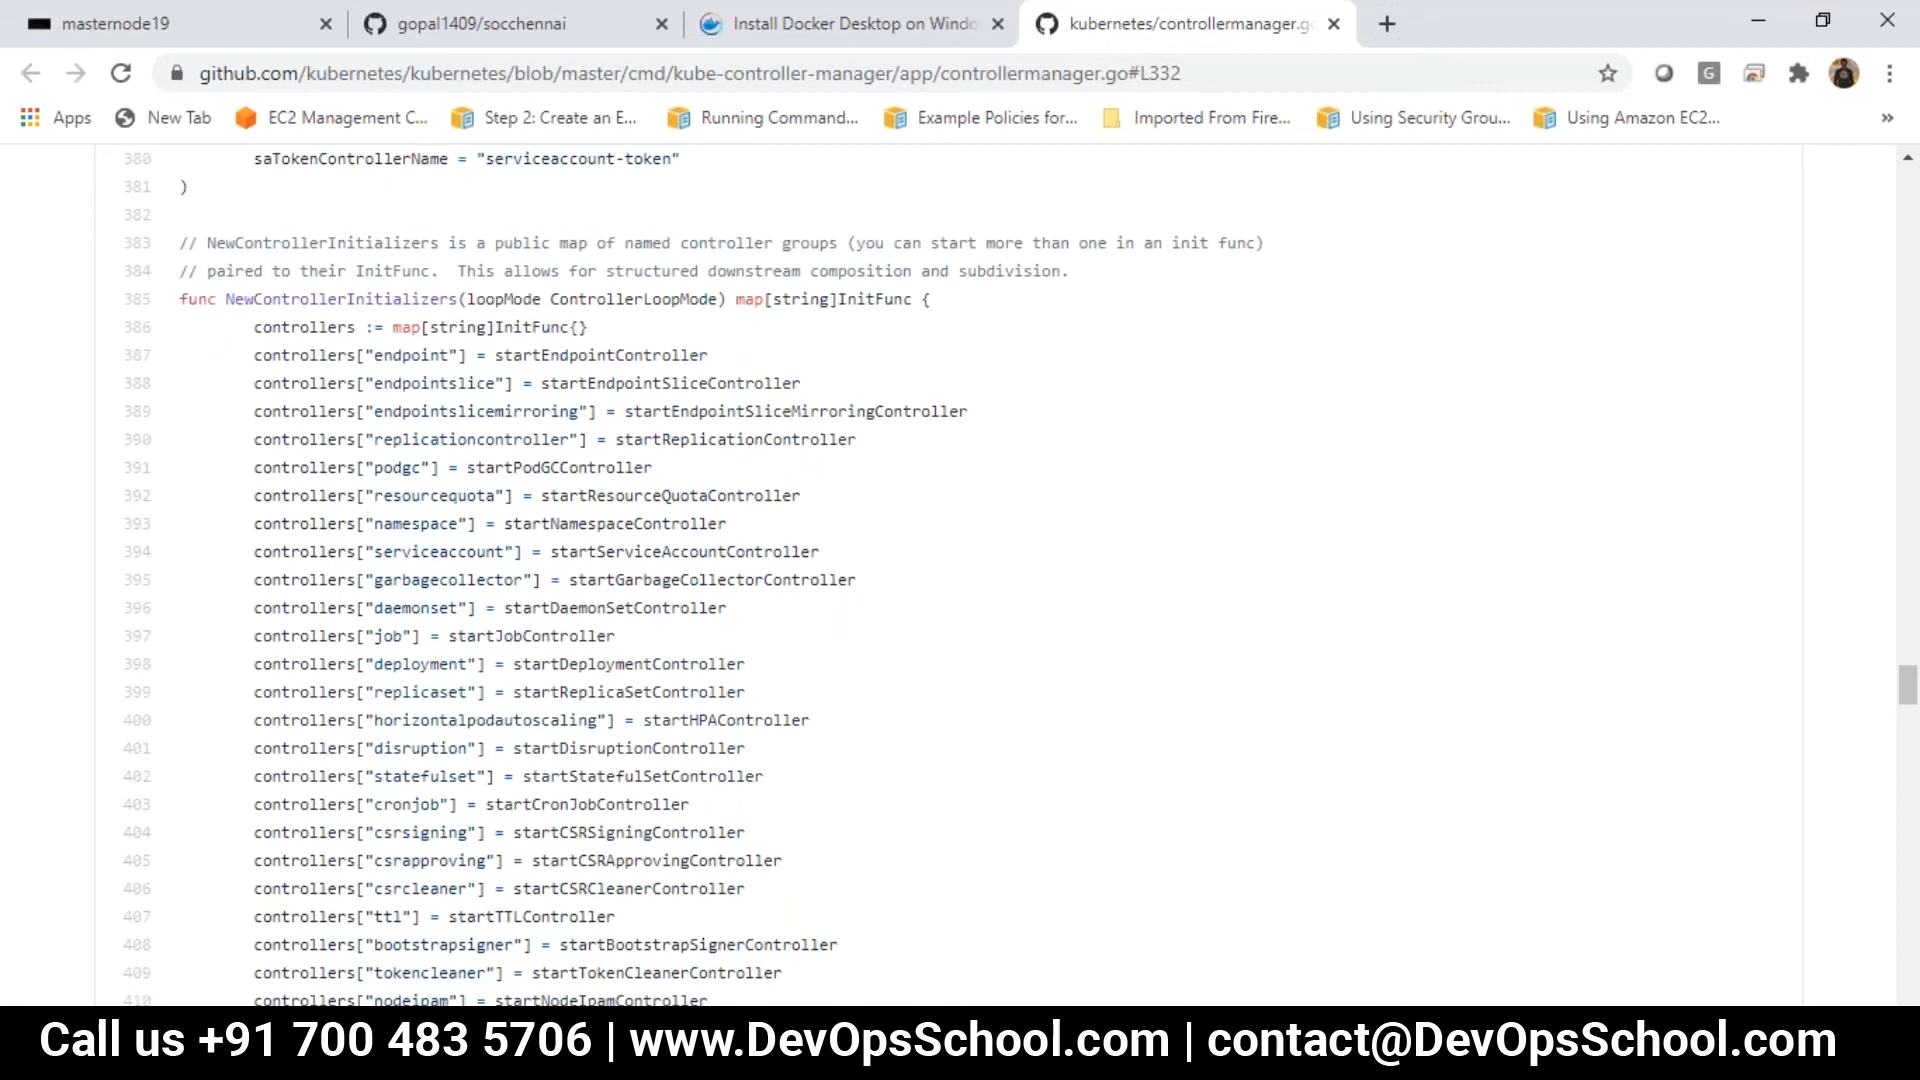 masternode19
gopal1409/socchennai
Install Docker Desktop on Windo
kubernetes/controllermanager.go
github.com/kubernetes/kubernetes/blob/master/cmd/kube-controller-manager/app/controllermanager.go#L332
G
Apps
New Tab
EC2 Management C...
Step 2: Create an E...
Running Command...
Example Policies for...
Imported From Fire...
Using Security Grou...
Using Amazon EC2...
»
380 saTokenControllerName = "serviceaccount-token"
381 )
382
383 // NewControllerInitializers is a public map of named controller groups (you can start more than one in an init func)
384 // paired to their InitFunc.  This allows for structured downstream composition and subdivision.
385 func NewControllerInitializers(loopMode ControllerLoopMode) map[string]InitFunc {
386 controllers := map[string]InitFunc{}
387 controllers["endpoint"] = startEndpointController
388 controllers["endpointslice"] = startEndpointSliceController
389 controllers["endpointslicemirroring"] = startEndpointSliceMirroringController
390 controllers["replicationcontroller"] = startReplicationController
391 controllers["podgc"] = startPodGCController
392 controllers["resourcequota"] = startResourceQuotaController
393 controllers["namespace"] = startNamespaceController
394 controllers["serviceaccount"] = startServiceAccountController
395 controllers["garbagecollector"] = startGarbageCollectorController
396 controllers["daemonset"] = startDaemonSetController
397 controllers["job"] = startJobController
398 controllers["deployment"] = startDeploymentController
399 controllers["replicaset"] = startReplicaSetController
400 controllers["horizontalpodautoscaling"] = startHPAController
401 controllers["disruption"] = startDisruptionController
402 controllers["statefulset"] = startStatefulSetController
403 controllers["cronjob"] = startCronJobController
404 controllers["csrsigning"] = startCSRSigningController
405 controllers["csrapproving"] = startCSRApprovingController
406 controllers["csrcleaner"] = startCSRCleanerController
407 controllers["ttl"] = startTTLController
408 controllers["bootstrapsigner"] = startBootstrapSignerController
409 controllers["tokencleaner"] = startTokenCleanerController
410 controllers["nodeipam"] = startNodeIpamController
Call us +91 700 483 5706 | www.DevOpsSchool.com | contact@DevOpsSchool.com